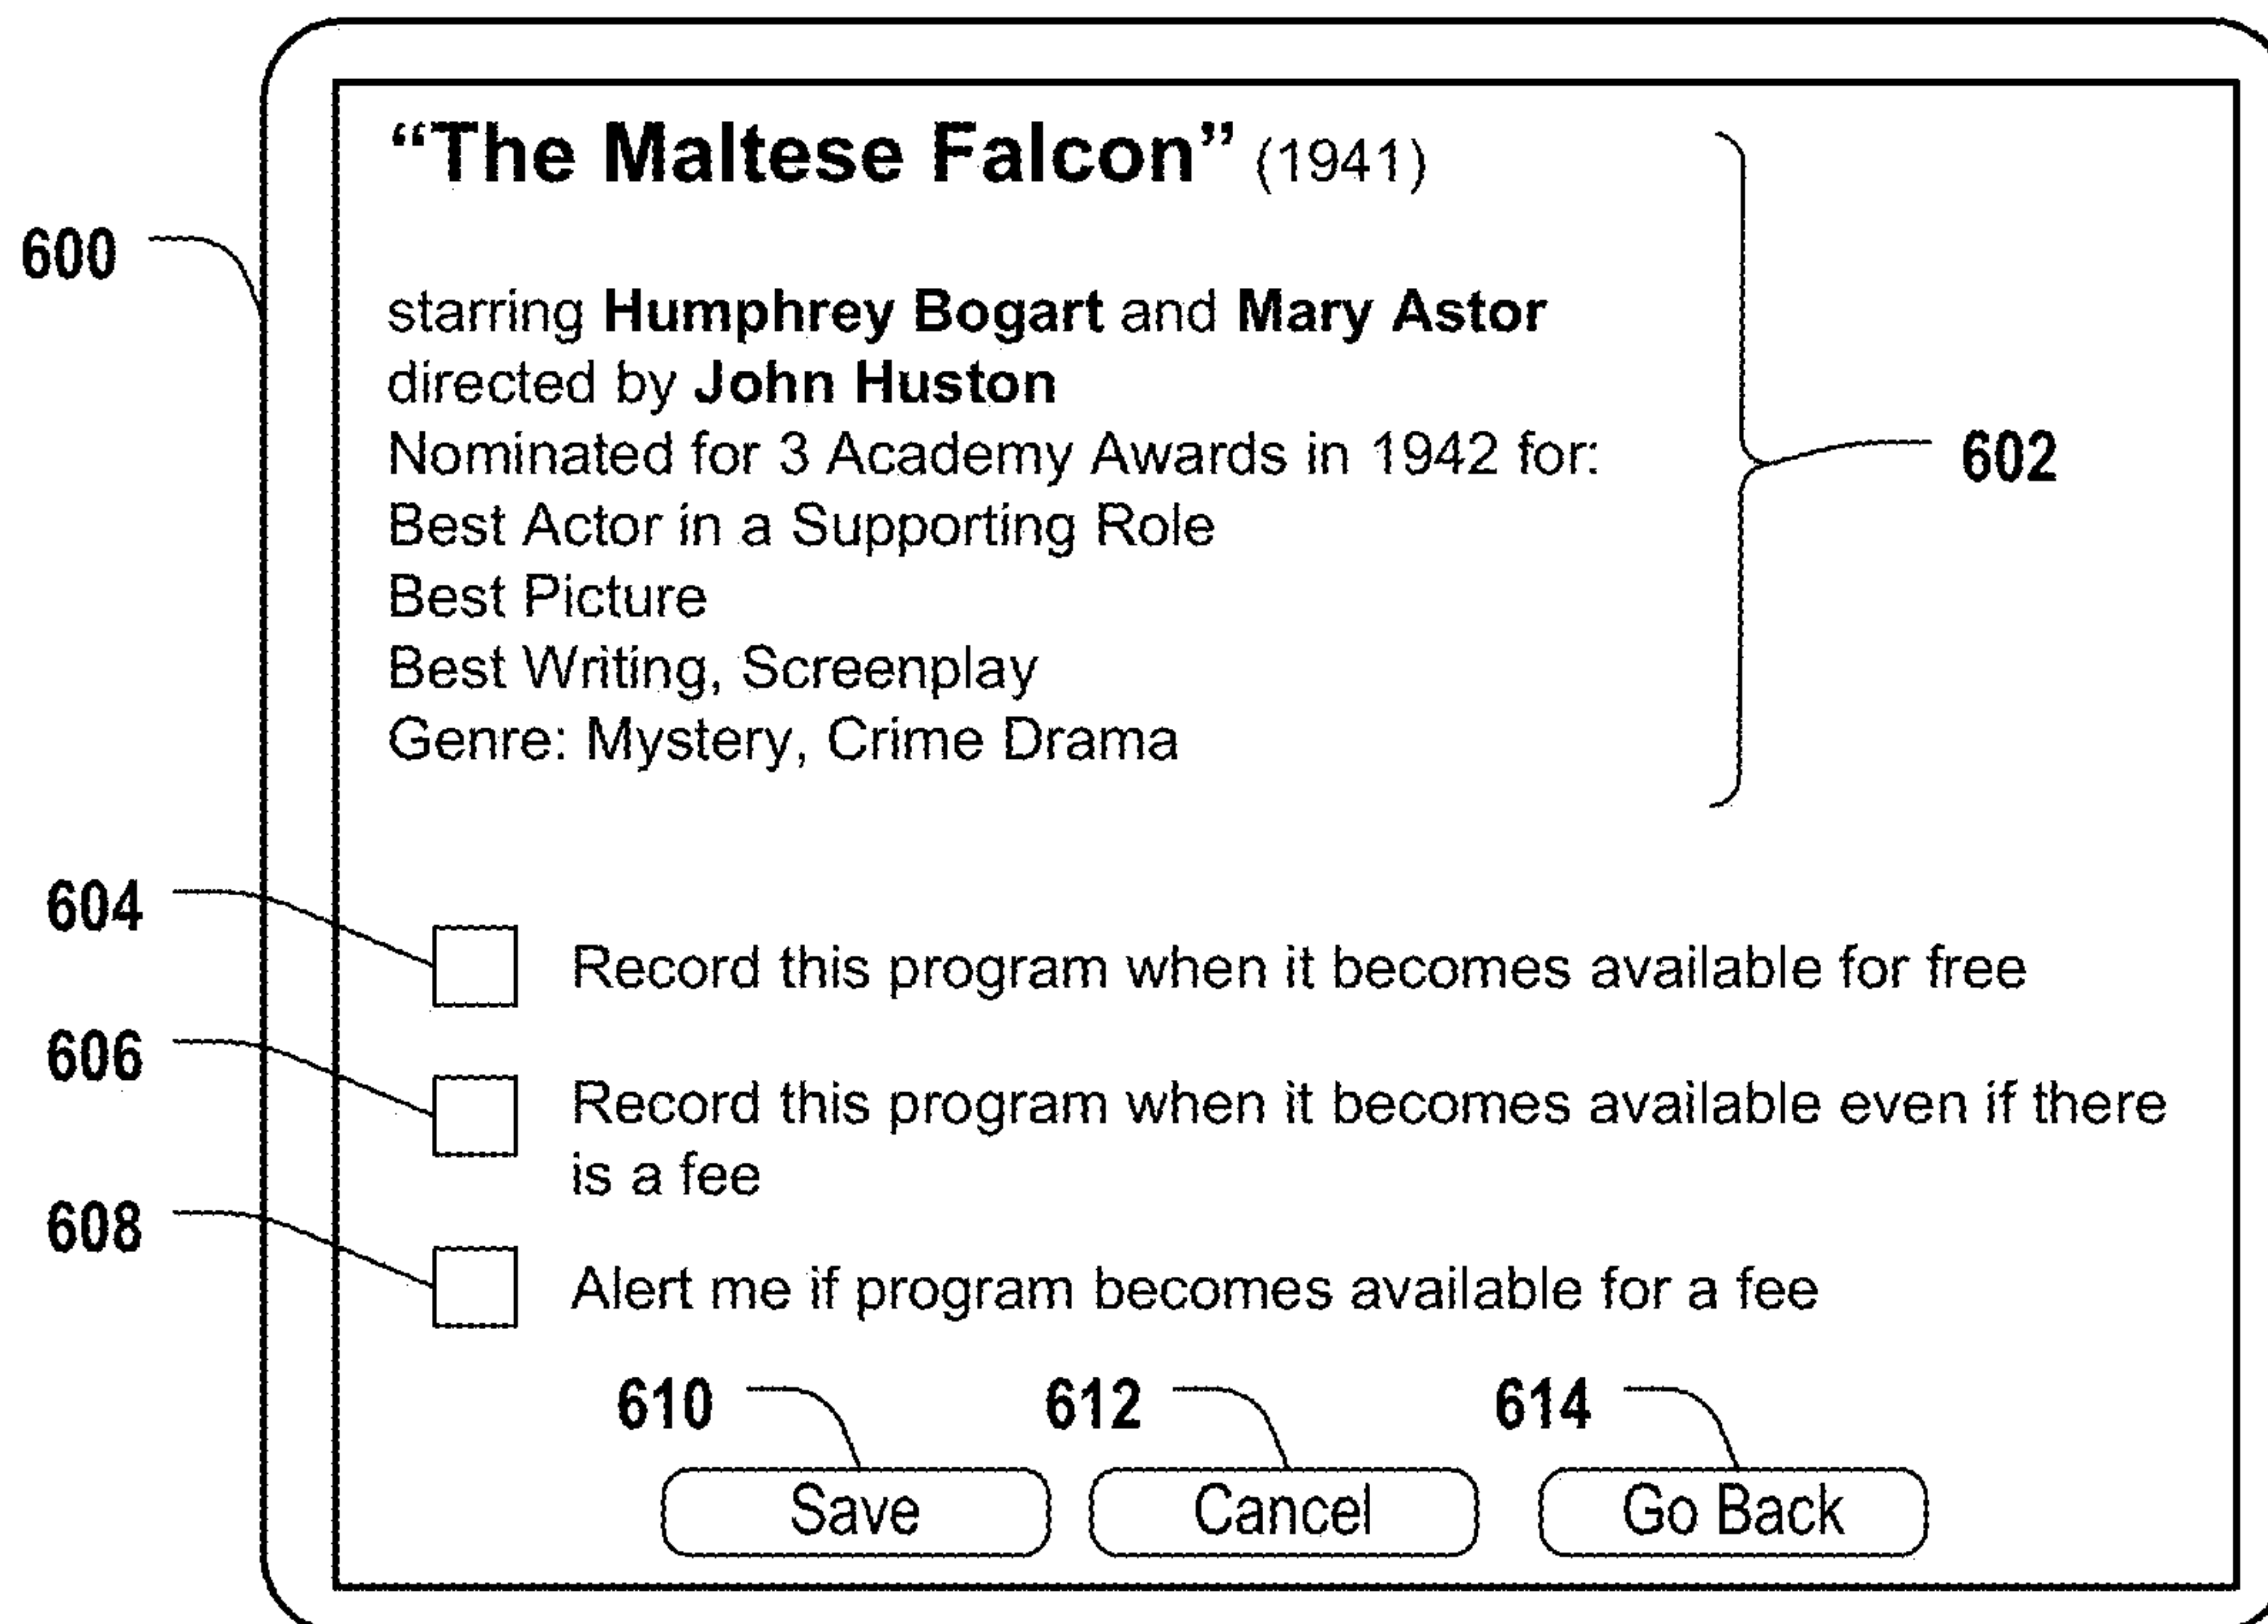 “The Maltese Falcon” (1941)
600
starring Humphrey Bogart and Mary Astor
directed by John Huston
Nominated for 3 Academy Awards in 1942 for:
602
Best Actor in a Supporting Role
Best Picture
Best Writing, Screenplay
Genre: Mystery, Crime Drama
604
Record this program when it becomes available for free
606
Record this program when it becomes available even if there
is a fee
608
Alert me if program becomes available for a fee
610
612
614
Save
Cancel
Go Back